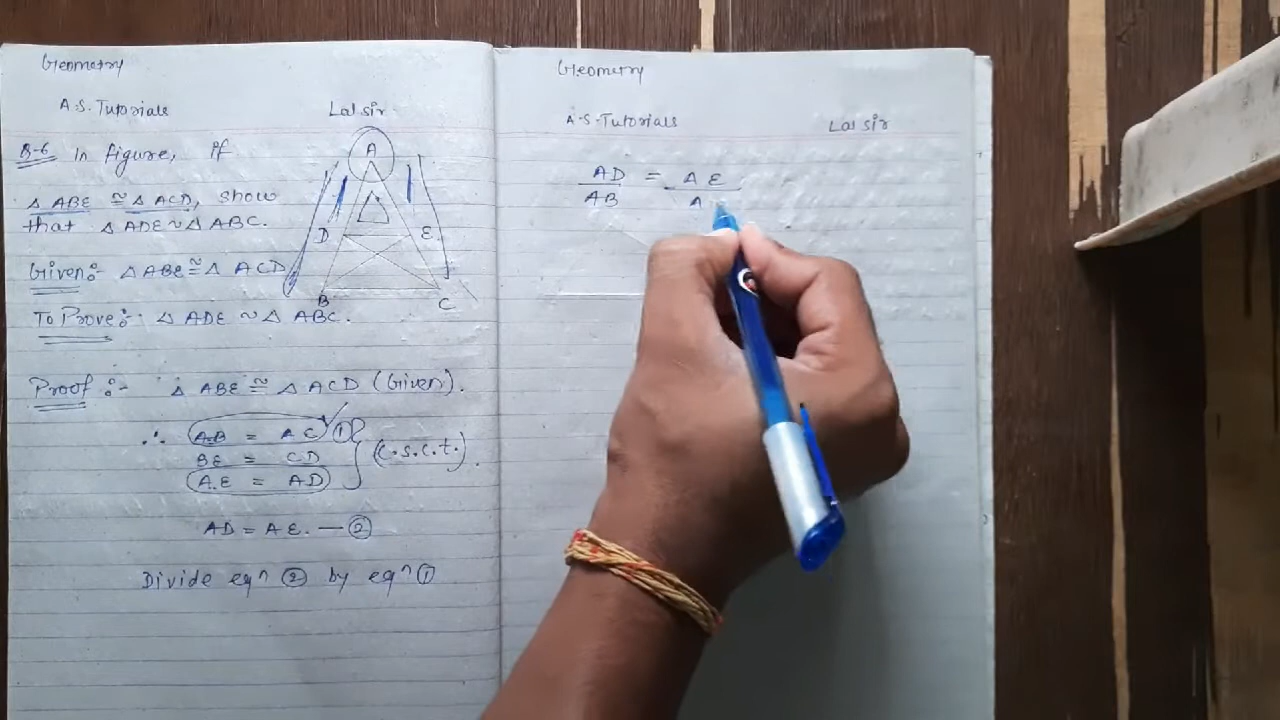 Geometry
A.S. Tutorials Lal sir
Q-6 In figure, if
△ ABE ≅ △ ACD, show
that △ ADE ~ △ ABC.
Given:- △ ABE ≅ △ ACD
To Prove:- △ ADE ~ △ ABC.
Proof:- △ ABE ≅ △ ACD (Given).
∴ AB = AC ①
BE = CD (C.S.C.T.).
AE = AD
AD = AE. — ②
Divide eqn ② by eqn ①
A
D E
B C
Geometry
A.S. Tutorials Lal sir
AD = AE
AB A